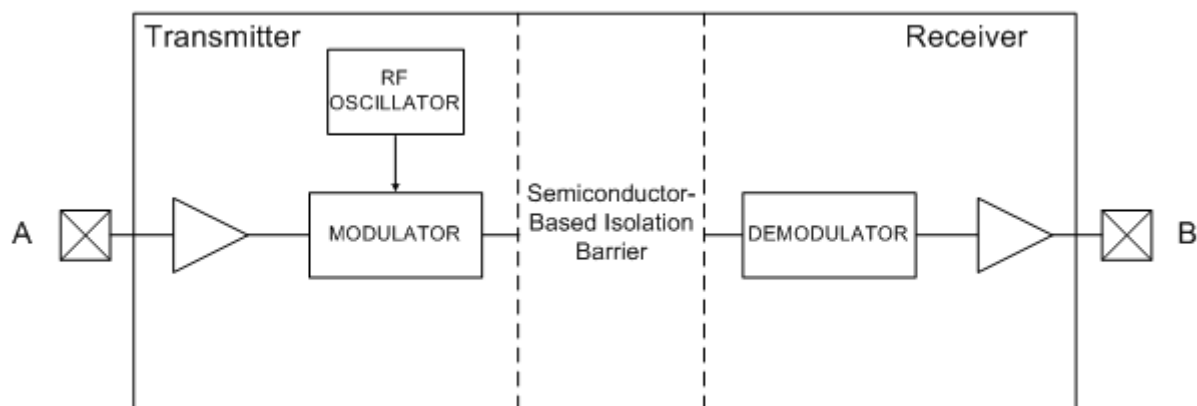 Transmitter
Receiver
RF
OSCILLATOR
A
MODULATOR
Semiconductor-
Based Isolation
Barrier
DEMODULATOR
B